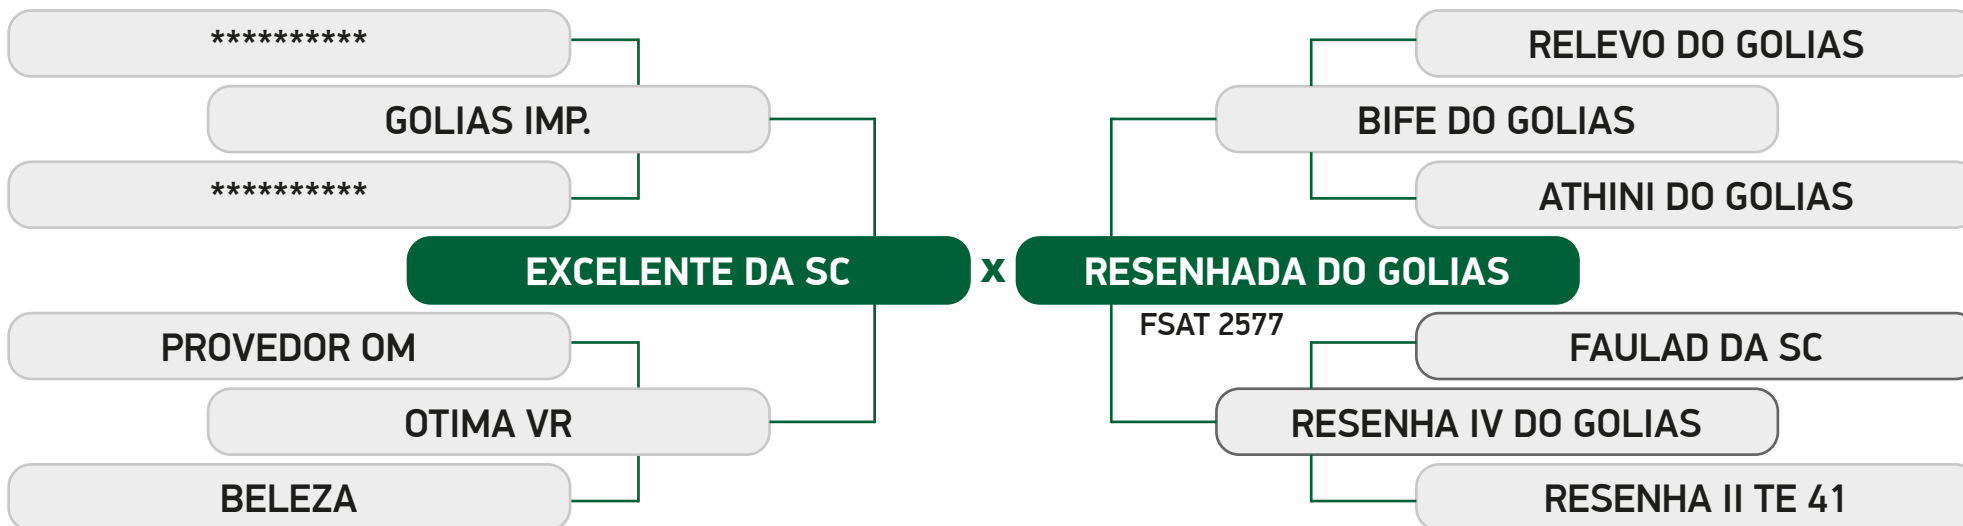 **********
GOLIAS IMP.
**********
EXCELENTE DA SC
PROVEDOR OM
OTIMA VR
BELEZA
x
RELEVO DO GOLIAS
BIFE DO GOLIAS
ATHINI DO GOLIAS
RESENHADA DO GOLIAS
FSAT 2577
FAULAD DA SC
RESENHA IV DO GOLIAS
RESENHA II TE 41